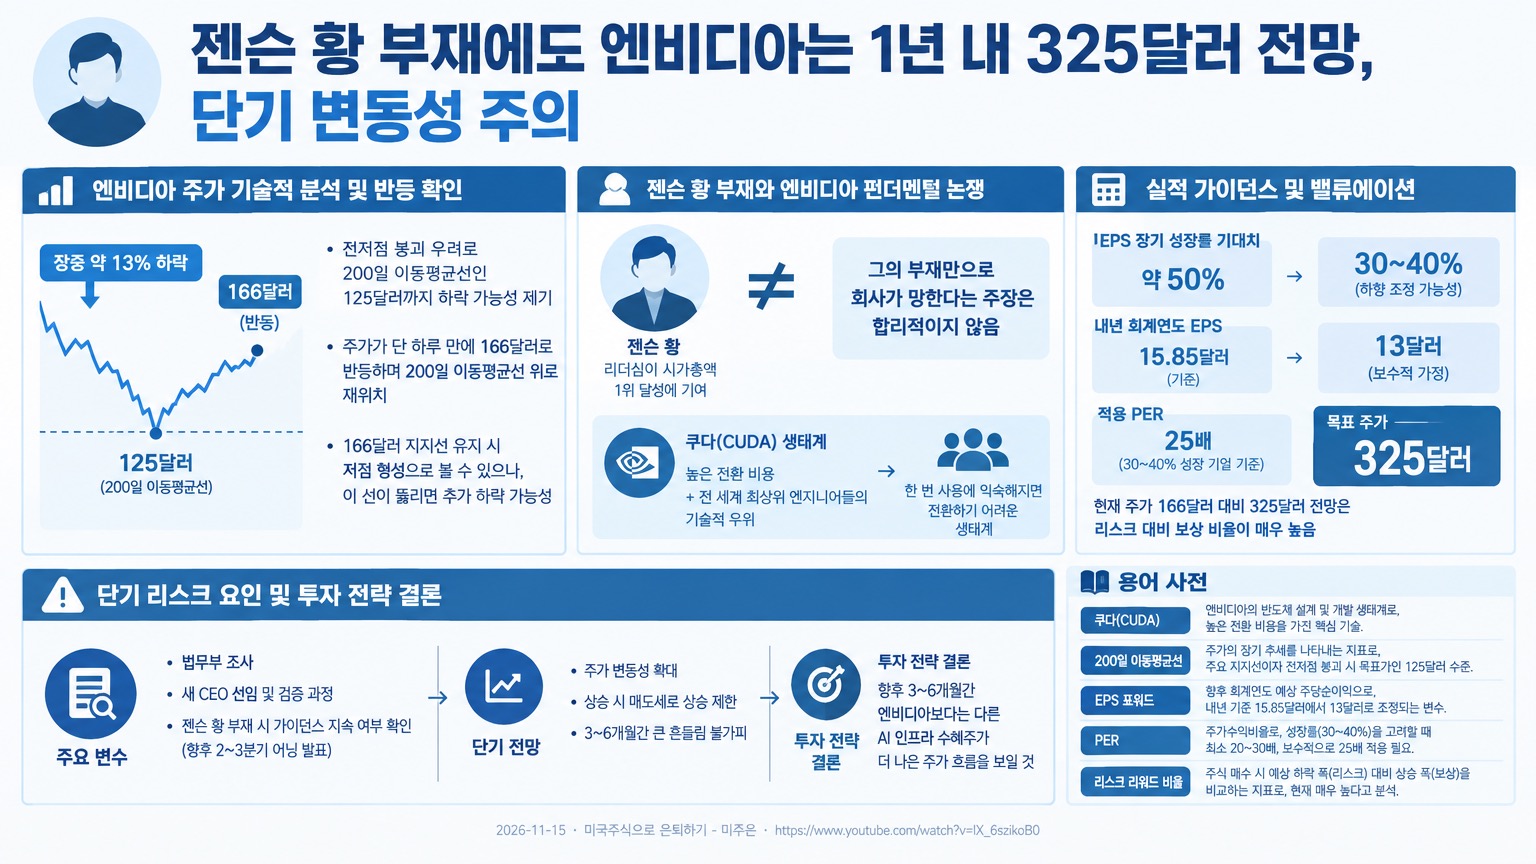 젠슨 황 부재에도 엔비디아는 1년 내 325달러 전망,
단기 변동성 주의
엔비디아 주가 기술적 분석 및 반등 확인
장중 약 13% 하락
166달러
(반등)
125달러
(200일 이동평균선)
• 전저점 붕괴 우려로
200일 이동평균선인
125달러까지 하락 가능성 제기
• 주가가 단 하루 만에 166달러로
반등하며 200일 이동평균선 위로
재위치
• 166달러 지지선 유지 시
저점 형성으로 볼 수 있으나,
이 선이 뚫리면 추가 하락 가능성
젠슨 황 부재와 엔비디아 펀더멘털 논쟁
젠슨 황
리더심이 시가총액
1위 달성에 기여
≠
그의 부재만으로
회사가 망한다는 주장은
합리적이지 않음
쿠다(CUDA) 생태계
높은 전환 비용
+ 전 세계 최상위 엔지니어들의
기술적 우위
→
한 번 사용에 익숙해지면
전환하기 어려운
생태계
실적 가이던스 및 밸류에이션
EPS 장기 성장률 기대치
약 50%
→
30~40%
(하향 조정 가능성)
내년 회계연도 EPS
15.85달러
(기준)
→
13달러
(보수적 가정)
적용 PER
25배
(30~40% 성장 기업 기준)
목표 주가
325달러
현재 주가 166달러 대비 325달러 전망은
리스크 대비 보상 비율이 매우 높음
단기 리스크 요인 및 투자 전략 결론
주요 변수
• 법무부 조사
• 새 CEO 선임 및 검증 과정
• 젠슨 황 부재 시 가이던스 지속 여부 확인
(향후 2~3분기 어닝 발표)
→
단기 전망
• 주가 변동성 확대
• 상승 시 매도세로 상승 제한
• 3~6개월간 큰 흔들림 불가피
→
투자 전략
결론
투자 전략 결론
향후 3~6개월간
엔비디아보다는 다른
AI 인프라 수혜주가
더 나은 주가 흐름을 보일 것
용어 사전
쿠다(CUDA)
엔비디아의 반도체 설계 및 개발 생태계로,
높은 전환 비용을 가진 핵심 기술.
200일 이동평균선
주가의 장기 추세를 나타내는 지표로,
주요 지지선이자 전저점 붕괴 시 목표가인 125달러 수준.
EPS 포워드
향후 회계연도 예상 주당순이익으로,
내년 기준 15.85달러에서 13달러로 조정되는 변수.
PER
주가수익비율로, 성장률(30~40%)을 고려할 때
최소 20~30배, 보수적으로 25배 적용 필요.
리스크 리워드 비율
주식 매수 시 예상 하락 폭(리스크) 대비 상승 폭(보상)을
비교하는 지표로, 현재 매우 높다고 분석.
2026-11-15 · 미국주식으로 은퇴하기 - 미주은 · https://www.youtube.com/watch?v=lX_6szikoB0